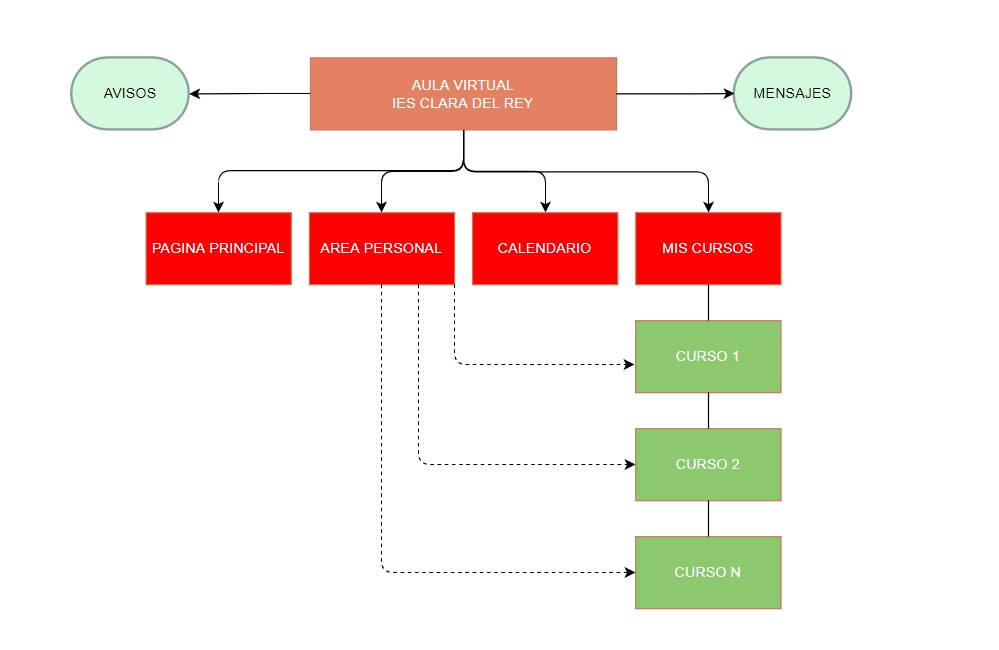 AVISOS
AULA VIRTUAL
IES CLARA DEL REY
MENSAJES
PAGINA PRINCIPAL
AREA PERSONAL
CALENDARIO
MIS CURSOS
CURSO 1
CURSO 2
CURSO N